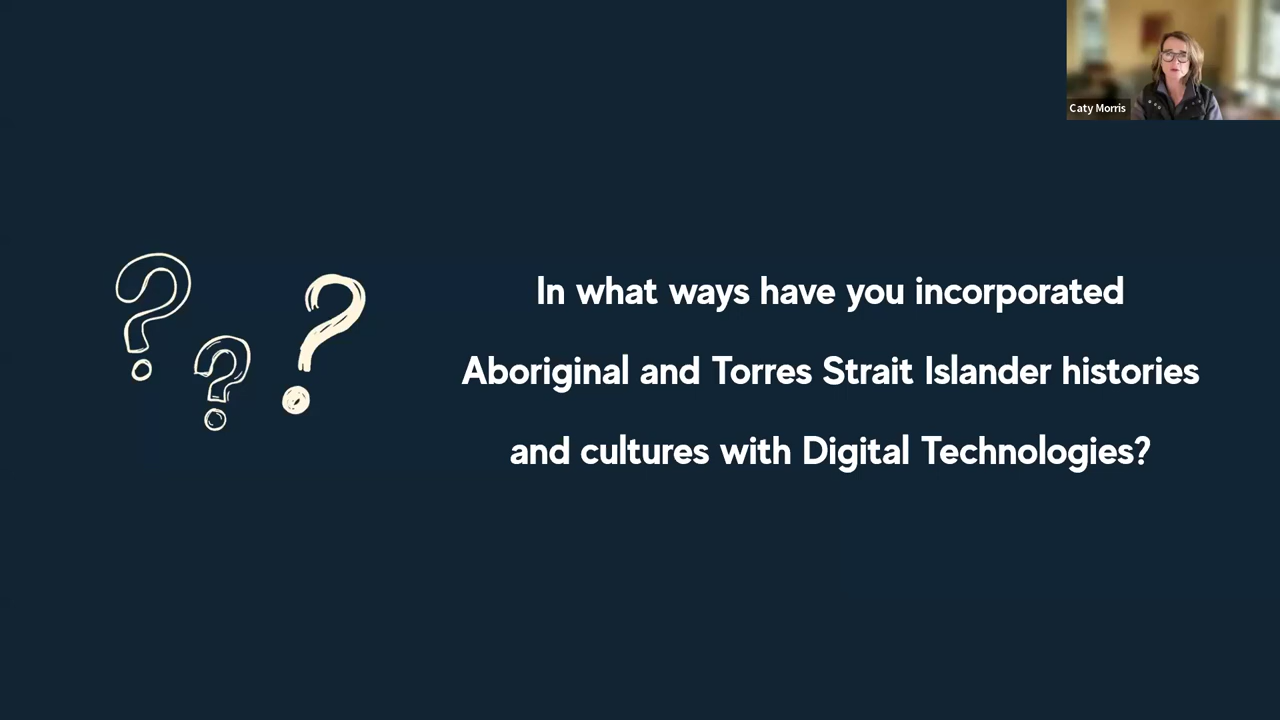 Caty Morris
In what ways have you incorporated
Aboriginal and Torres Strait Islander histories
and cultures with Digital Technologies?